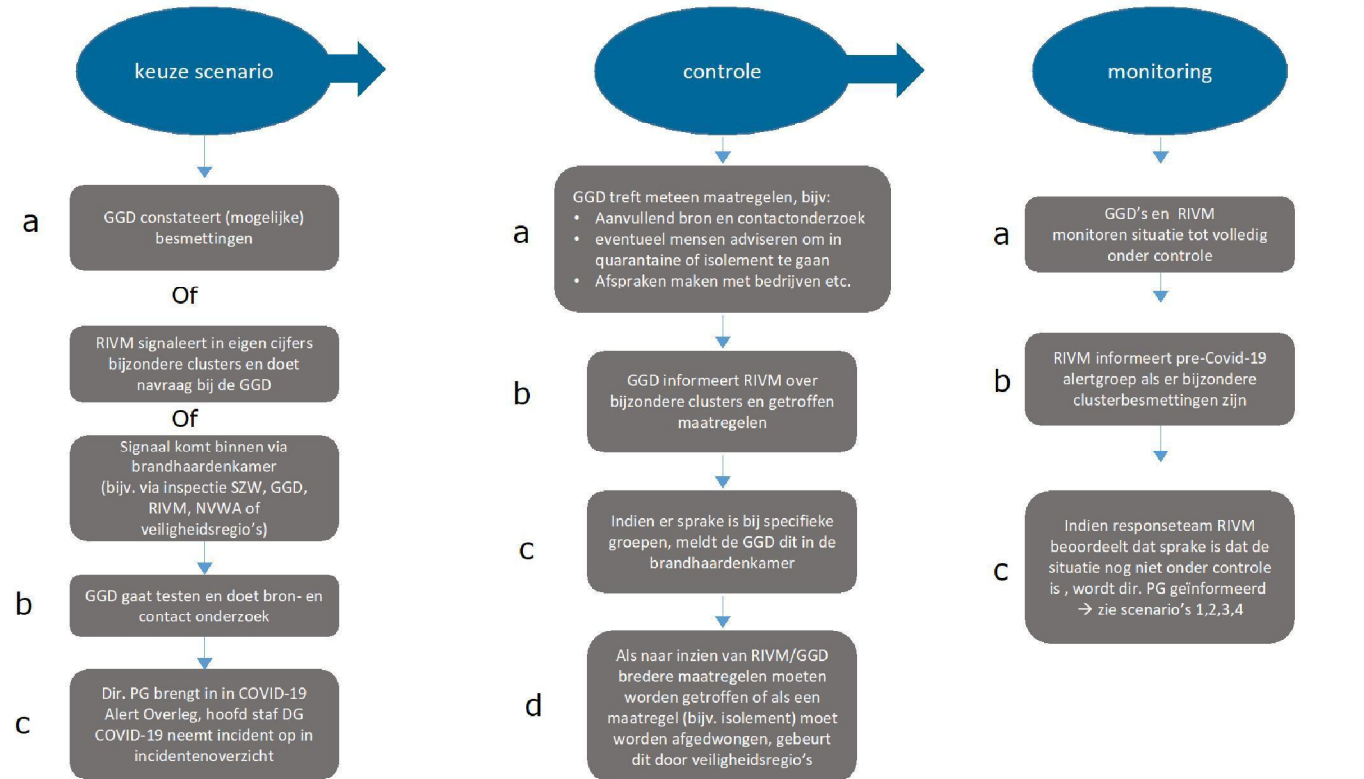 keuze scenario
a
GGD constateert (mogelijke)
besmettingen
Of
RIVM signaleert in eigen cijfers
bijzondere clusters en doet
navraag bij de GGD
Of
Signaal komt binnen via
brandhaardenkamer
(bijv. via inspectie SZW, GGD,
RIVM, NVWA of
veiligheidsregio's)
b
GGD gaat testen en doet bron- en
contact onderzoek
c
Dir. PG brengt in in COVID-19
Alert Overleg, hoofd staf DG
COVID-19 neemt incident op in
incidentenoverzicht
controle
a
GGD treft meteen maatregelen, bijv:
• Aanvullend bron en contactonderzoek
• eventueel mensen adviseren om in
quarantaine of isolement te gaan
• Afspraken maken met bedrijven etc.
b
GGD informeert RIVM over
bijzondere clusters en getroffen
maatregelen
c
Indien er sprake is bij specifieke
groepen, meldt de GGD dit in de
brandhaardenkamer
d
Als naar inzien van RIVM/GGD
bredere maatregelen moeten
worden getroffen of als een
maatregel (bijv. isolement) moet
worden afgedwongen, gebeurt
dit door veiligheidsregio's
monitoring
a
GGD's en RIVM
monitoren situatie tot volledig
onder controle
b
RIVM informeert pre-Covid-19
alertgroep als er bijzondere
clusterbesmettingen zijn
c
Indien responseteam RIVM
beoordeelt dat sprake is dat de
situatie nog niet onder controle
is , wordt dir. PG geïnformeerd
→ zie scenario's 1,2,3,4